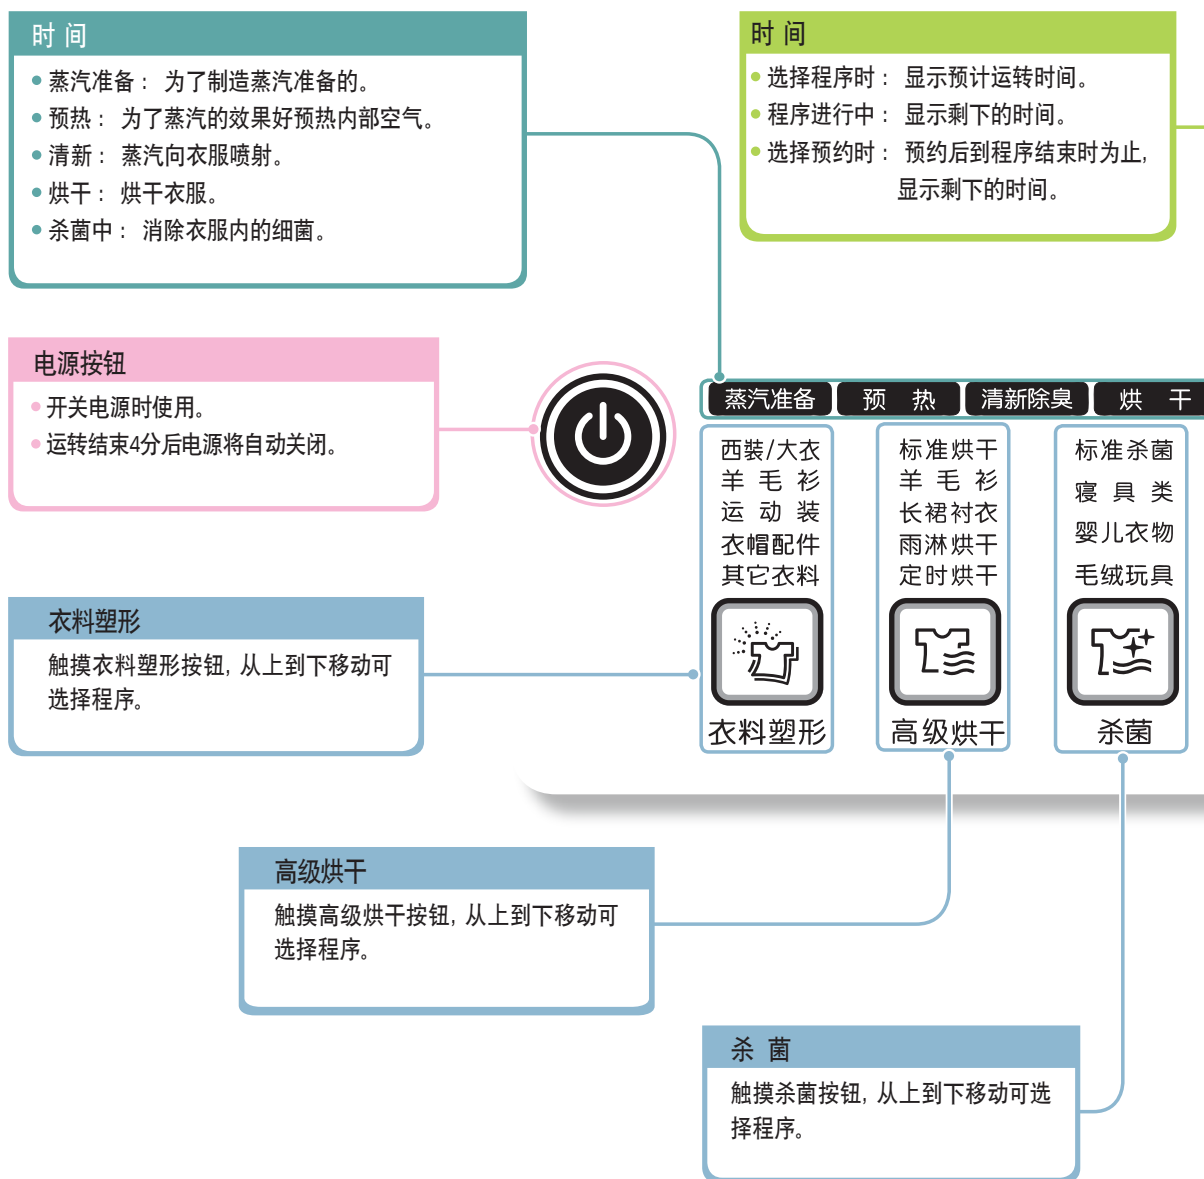 时 间
蒸汽准备： 为了制造蒸汽准备的。
预热： 为了蒸汽的效果好预热内部空气。
清新： 蒸汽向衣服喷射。
烘干： 烘干衣服。
杀菌中： 消除衣服内的细菌。
时 间
选择程序时： 显示预计运转时间。
程序进行中： 显示剩下的时间。
选择预约时： 预约后到程序结束时为止,
显示剩下的时间。
电源按钮
开关电源时使用。
运转结束4分后电源将自动关闭。
蒸汽准备 预 热 清新除臭 烘 干
西裝/大衣
羊 毛 衫
运 动 装
衣帽配件
其它衣料
衣料塑形
标准烘干
羊 毛 衫
长裙衬衣
雨淋烘干
定时烘干
高级烘干
标准杀菌
寝 具 类
婴儿衣物
毛绒玩具
杀菌
衣料塑形
触摸衣料塑形按钮, 从上到下移动可
选择程序。
高级烘干
触摸高级烘干按钮, 从上到下移动可
选择程序。
杀 菌
触摸杀菌按钮, 从上到下移动可选
择程序。